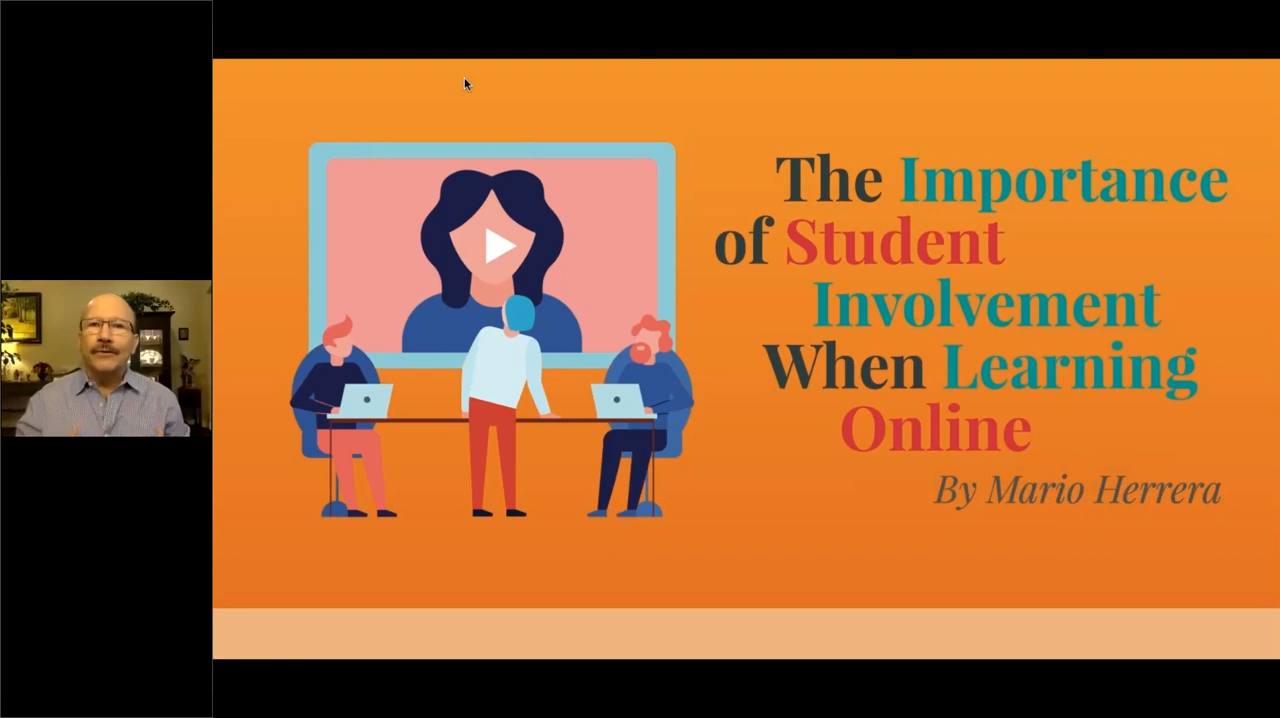 The Importance
of Student
Involvement
When Learning
Online
By Mario Herrera